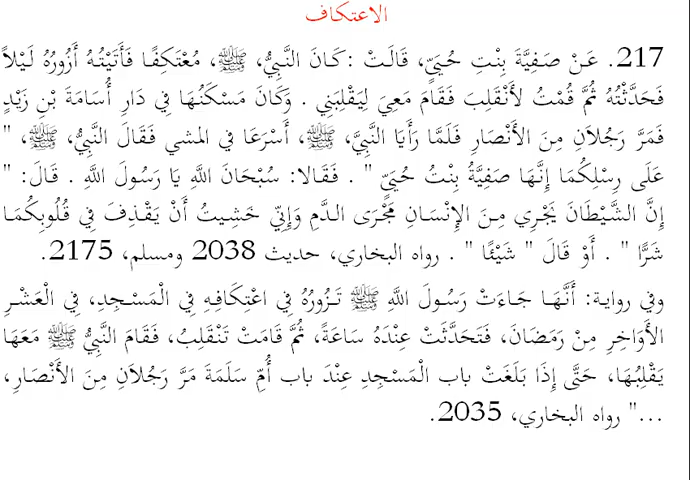 الاعتكاف
217. عَنْ صَفِيَّةَ بِنْتِ حُيَيٍّ، قَالَتْ :كَانَ النَّبِيُّ، ﷺ، مُعْتَكِفًا فَأَتَيْتُهُ أَزُورُهُ لَيْلاً
فَحَدَّثْتُهُ ثُمَّ قُمْتُ لأَنْقَلِبَ فَقَامَ مَعِيَ لِيَقْلِبَنِي . وَكَانَ مَسْكَنُهَا فِي دَارِ أُسَامَةَ بْنِ زَيْدٍ
فَمَرَّ رَجُلاَنِ مِنَ الأَنْصَارِ فَلَمَّا رَأَيَا النَّبِيَّ، ﷺ، أَسْرَعَا في المشي فَقَالَ النَّبِيُّ، ﷺ، "
عَلَى رِسْلِكُمَا إِنَّهَا صَفِيَّةُ بِنْتُ حُيَيٍّ " . فَقَالا: سُبْحَانَ اللَّهِ يَا رَسُولَ اللَّهِ . قَالَ: "
إِنَّ الشَّيْطَانَ يَجْرِي مِنَ الإِنْسَانِ مَجْرَى الدَّمِ وَإِنِّي خَشِيتُ أَنْ يَقْذِفَ فِي قُلُوبِكُمَا
شَرًّا " . أَوْ قَالَ " شَيْئًا " . رواه البخاري، حديث 2038 ومسلم، 2175.
وفي رواية: أَنَّهَا جَاءَتْ رَسُولَ اللَّهِ ﷺ تَزُورُهُ فِي اعْتِكَافِهِ فِي الْمَسْجِدِ، فِي الْعَشْرِ
الأَوَاخِرِ مِنْ رَمَضَانَ، فَتَحَدَّثَتْ عِنْدَهُ سَاعَةً، ثُمَّ قَامَتْ تَنْقَلِبُ، فَقَامَ النَّبِيُّ ﷺ مَعَهَا
يَقْلِبُهَا، حَتَّى إِذَا بَلَغَتْ باب الْمَسْجِدِ عِنْدَ باب أُمِّ سَلَمَةَ مَرَّ رَجُلاَنِ مِنَ الأَنْصَارِ،
..." رواه البخاري، 2035.